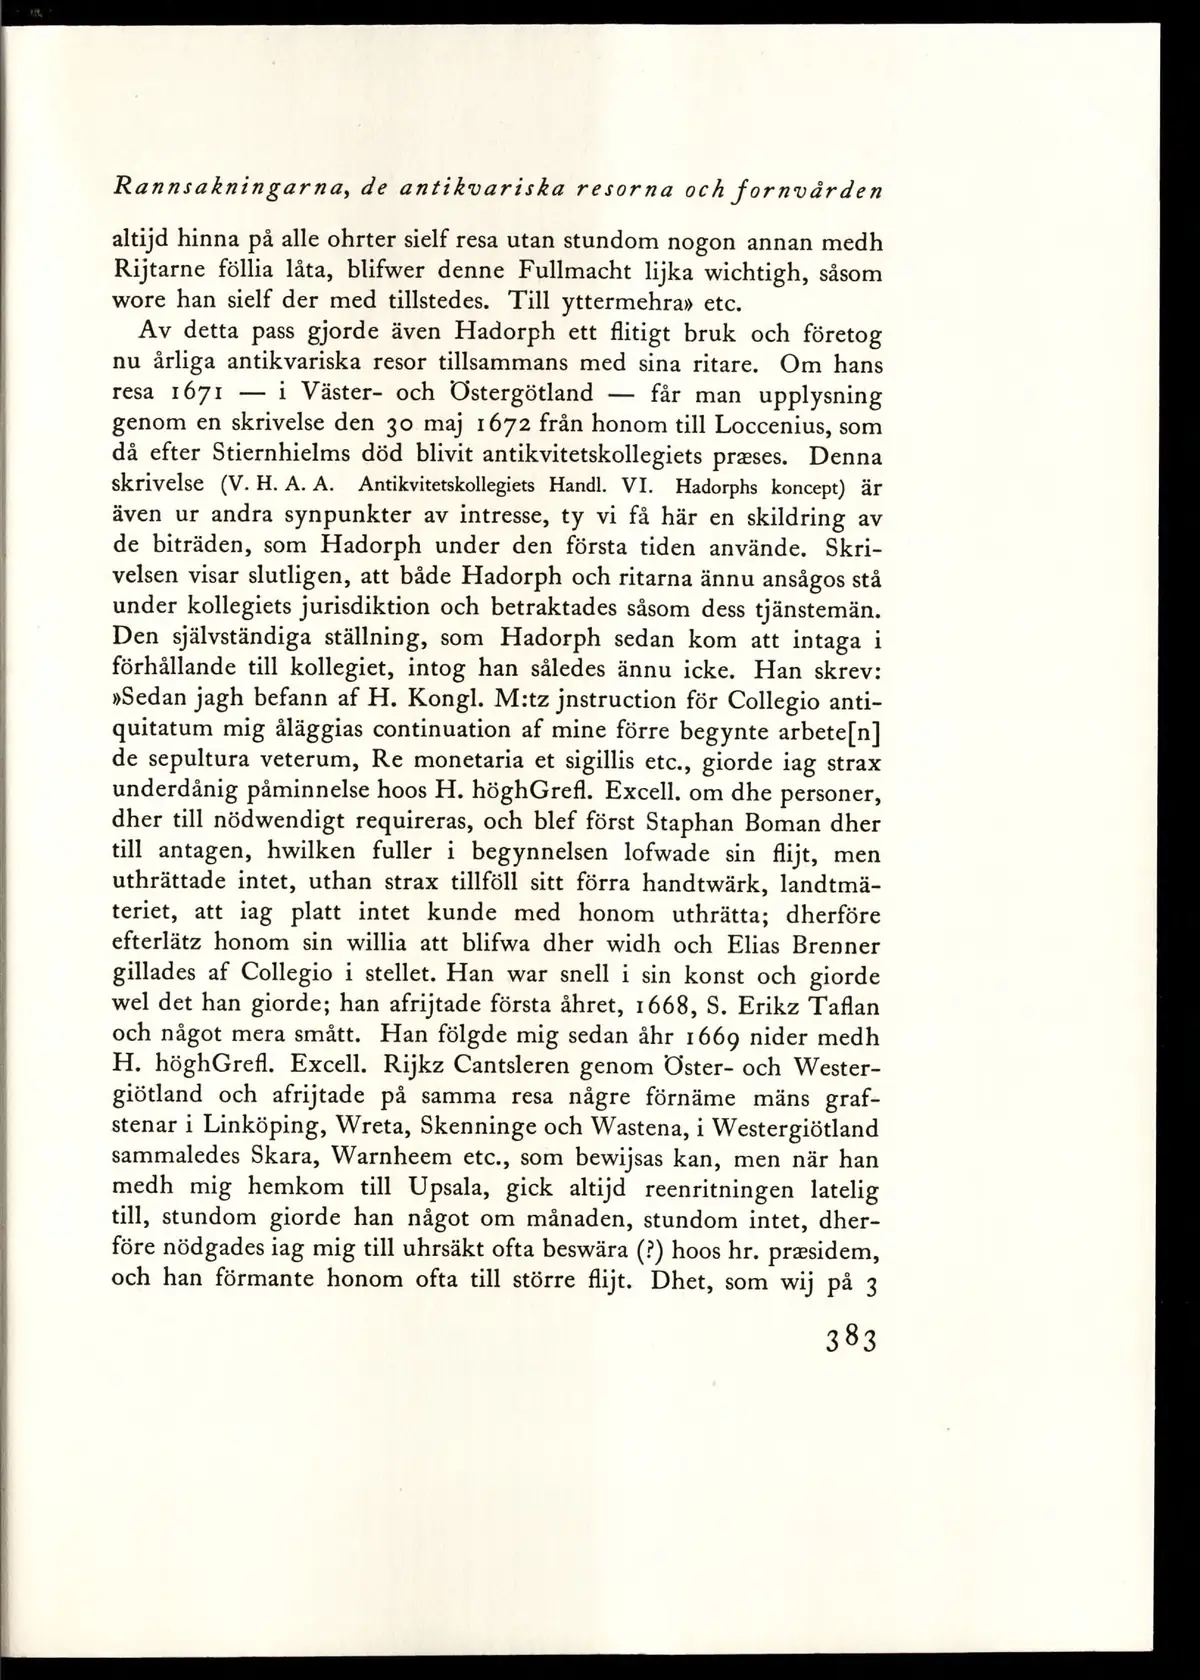 Rannsakningarna, de antikvariska resorna och fornvården
altijd hinna på alle ohrter sielf resa utan stundom nogon annan medh
Rijtarne föllia låta, blifwer denne Fullmacht lijka wichtigh, såsom
wore han sielf der med tillstedes. Till yttermehra» etc.
Av detta pass gjorde även Hadorph ett flitigt bruk och företog
nu årliga antikvariska resor tillsammans med sina ritare. Om hans
resa 1671 — i Väster- och Östergötland — får man upplysning
genom en skrivelse den 30 maj 1672 från honom till Loccenius, som
då efter Stiernhielms död blivit antikvitetskollegiets præses. Denna
skrivelse (V. H. A. A. Antikvitetskollegiets Handl. VI. Hadorphs koncept) är
även ur andra synpunkter av intresse, ty vi få här en skildring av
de biträden, som Hadorph under den första tiden använde. Skri-
velsen visar slutligen, att både Hadorph och ritarna ännu ansågos stå
under kollegiets jurisdiktion och betraktades såsom dess tjänstemän.
Den självständiga ställning, som Hadorph sedan kom att intaga i
förhållande till kollegiet, intog han således ännu icke. Han skrev:
»Sedan jagh befann af H. Kongl. M:tz jnstruction för Collegio anti-
quitatum mig åläggias continuation af mine förre begynte arbete[n]
de sepultura veterum, Re monetaria et sigillis etc., giorde iag strax
underdånig påminnelse hoos H. höghGrefl. Excell. om dhe personer,
dher till nödwendigt requireras, och blef först Staphan Boman dher
till antagen, hwilken fuller i begynnelsen lofwade sin flijt, men
uthrättade intet, uthan strax tillföll sitt förra handtwärk, landtmä-
teriet, att iag platt intet kunde med honom uthrätta; dherföre
efterlätz honom sin willia att blifwa dher widh och Elias Brenner
gillades af Collegio i stellet. Han war snell i sin konst och giorde
wel det han giorde; han afrijtade första åhret, 1668, S. Erikz Taflan
och något mera smått. Han fölgde mig sedan åhr 1669 nider medh
H. höghGrefl. Excell. Rijkz Cantsleren genom Öster- och Wester-
giötland och afrijtade på samma resa någre förnäme mäns graf-
stenar i Linköping, Wreta, Skenninge och Wastena, i Westergiötland
sammaledes Skara, Warnheem etc., som bewijsas kan, men när han
medh mig hemkom till Upsala, gick altijd reenritningen latelig
till, stundom giorde han något om månaden, stundom intet, dher-
före nödgades iag mig till uhrsäkt ofta beswära (?) hoos hr. præsidem,
och han förmante honom ofta till större flijt. Dhet, som wij på 3
383